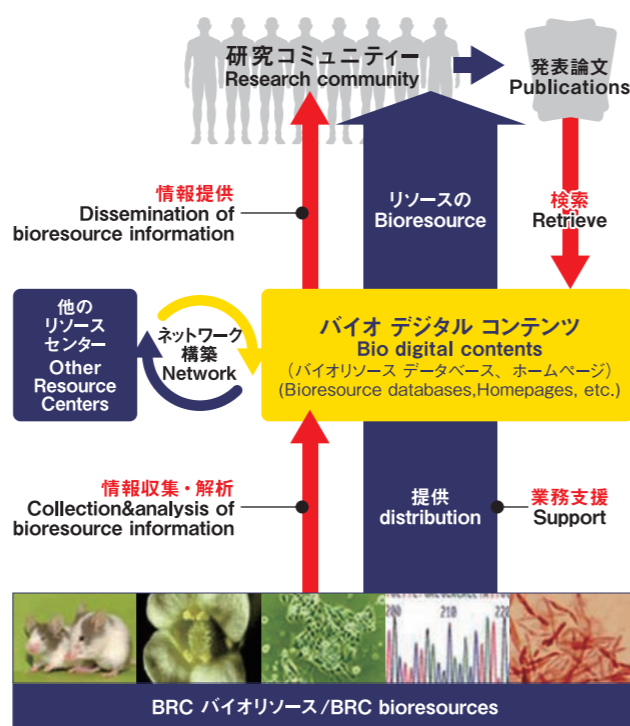 研究コミュニティー
Research community
発表論文
Publications
情報提供
Dissemination of
bioresource information
リソースの
Bioresource
検索
Retrieve
他の
リソース
センター
Other
Resource
Centers
ネットワーク
構築
Network
バイオ デジタル コンテンツ
Bio digital contents
（バイオリソース データベース、ホームページ）
(Bioresource databases,Homepages, etc.)
情報収集・解析
Collection&analysis of
bioresource information
提供
distribution
業務支援
Support
200 210 220
BRC バイオリソース/BRC bioresources